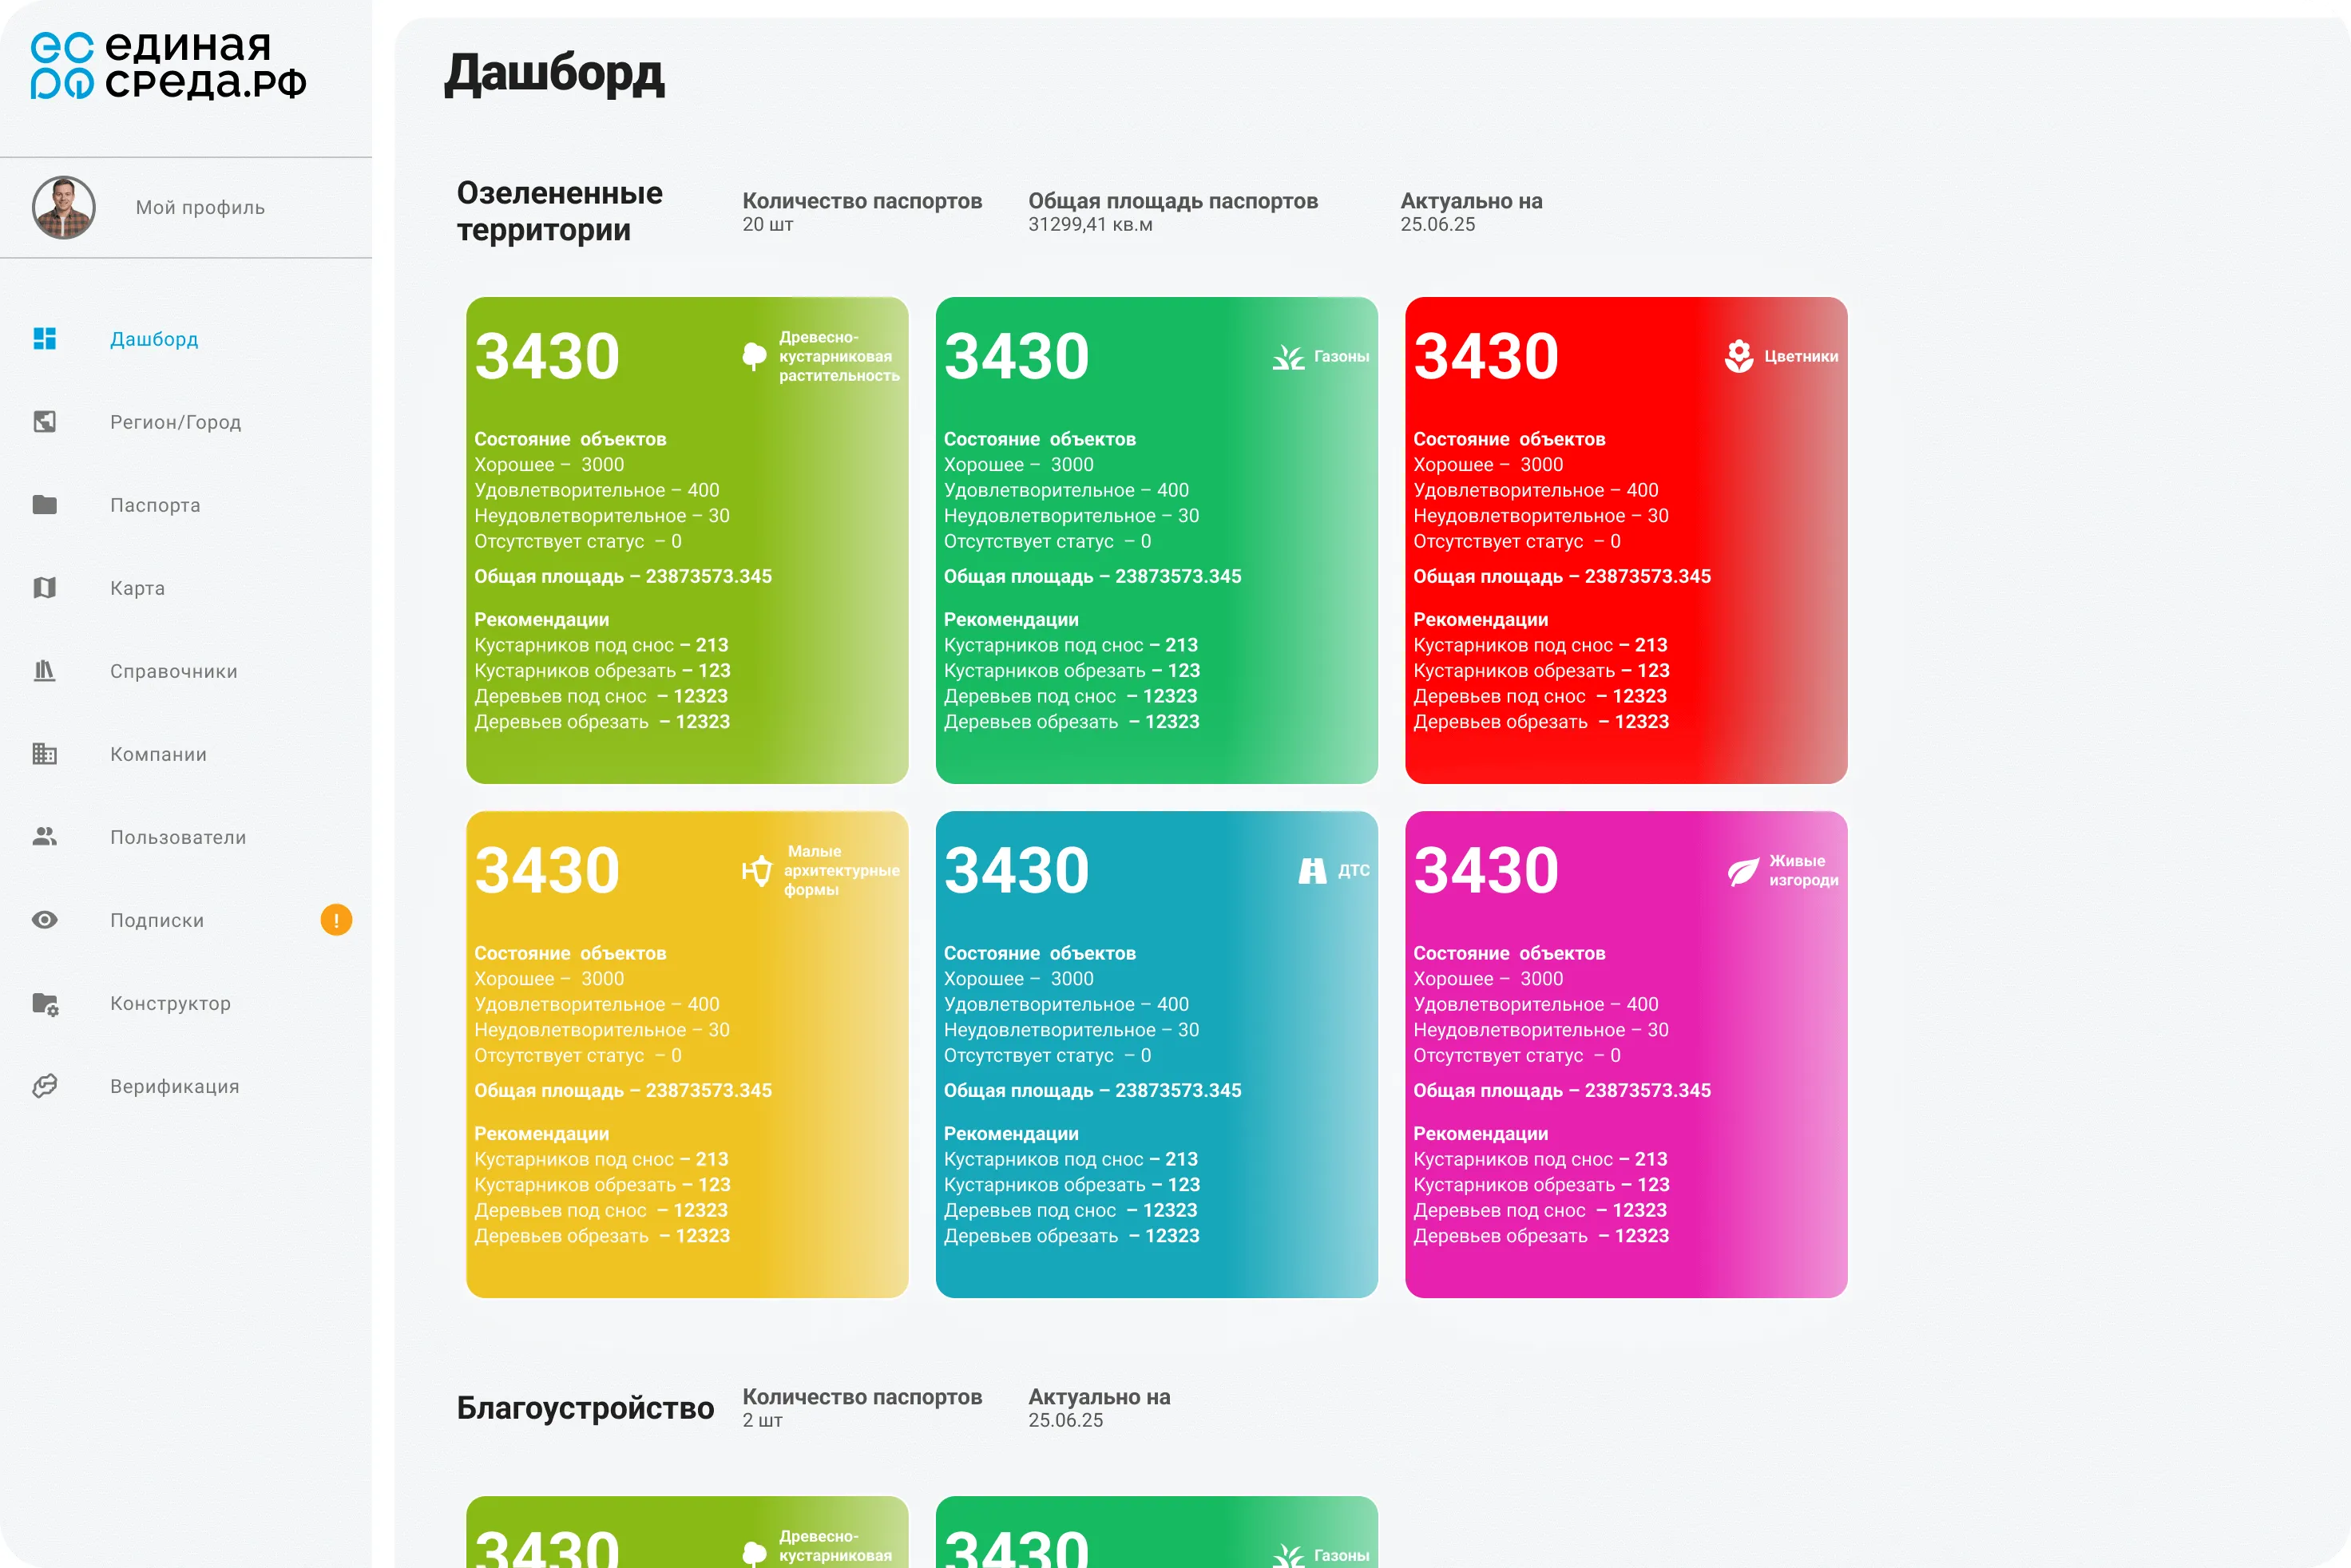 единая
среда.рф
Мой профиль
Дашборд
Регион/Город
Паспорта
Карта
Справочники
Компании
Пользователи
Подписки
!
Конструктор
Верификация
Дашборд
Озелененные
территории
Количество паспортов
20 шт
Общая площадь паспортов
31299,41 кв.м
Актуально на
25.06.25
3430
Древесно-
кустарниковая
растительность
Состояние объектов
Хорошее – 3000
Удовлетворительное – 400
Неудовлетворительное – 30
Отсутствует статус – 0
Общая площадь – 23873573.345
Рекомендации
Кустарников под снос – 213
Кустарников обрезать – 123
Деревьев под снос – 12323
Деревьев обрезать – 12323
3430
Газоны
Состояние объектов
Хорошее – 3000
Удовлетворительное – 400
Неудовлетворительное – 30
Отсутствует статус – 0
Общая площадь – 23873573.345
Рекомендации
Кустарников под снос – 213
Кустарников обрезать – 123
Деревьев под снос – 12323
Деревьев обрезать – 12323
3430
Цветники
Состояние объектов
Хорошее – 3000
Удовлетворительное – 400
Неудовлетворительное – 30
Отсутствует статус – 0
Общая площадь – 23873573.345
Рекомендации
Кустарников под снос – 213
Кустарников обрезать – 123
Деревьев под снос – 12323
Деревьев обрезать – 12323
3430
Малые
архитектурные
формы
Состояние объектов
Хорошее – 3000
Удовлетворительное – 400
Неудовлетворительное – 30
Отсутствует статус – 0
Общая площадь – 23873573.345
Рекомендации
Кустарников под снос – 213
Кустарников обрезать – 123
Деревьев под снос – 12323
Деревьев обрезать – 12323
3430
ДТС
Состояние объектов
Хорошее – 3000
Удовлетворительное – 400
Неудовлетворительное – 30
Отсутствует статус – 0
Общая площадь – 23873573.345
Рекомендации
Кустарников под снос – 213
Кустарников обрезать – 123
Деревьев под снос – 12323
Деревьев обрезать – 12323
3430
Живые
изгороди
Состояние объектов
Хорошее – 3000
Удовлетворительное – 400
Неудовлетворительное – 30
Отсутствует статус – 0
Общая площадь – 23873573.345
Рекомендации
Кустарников под снос – 213
Кустарников обрезать – 123
Деревьев под снос – 12323
Деревьев обрезать – 12323
Благоустройство
Количество паспортов
2 шт
Актуально на
25.06.25
3430
Древесно-
кустарниковая
3430
Газоны